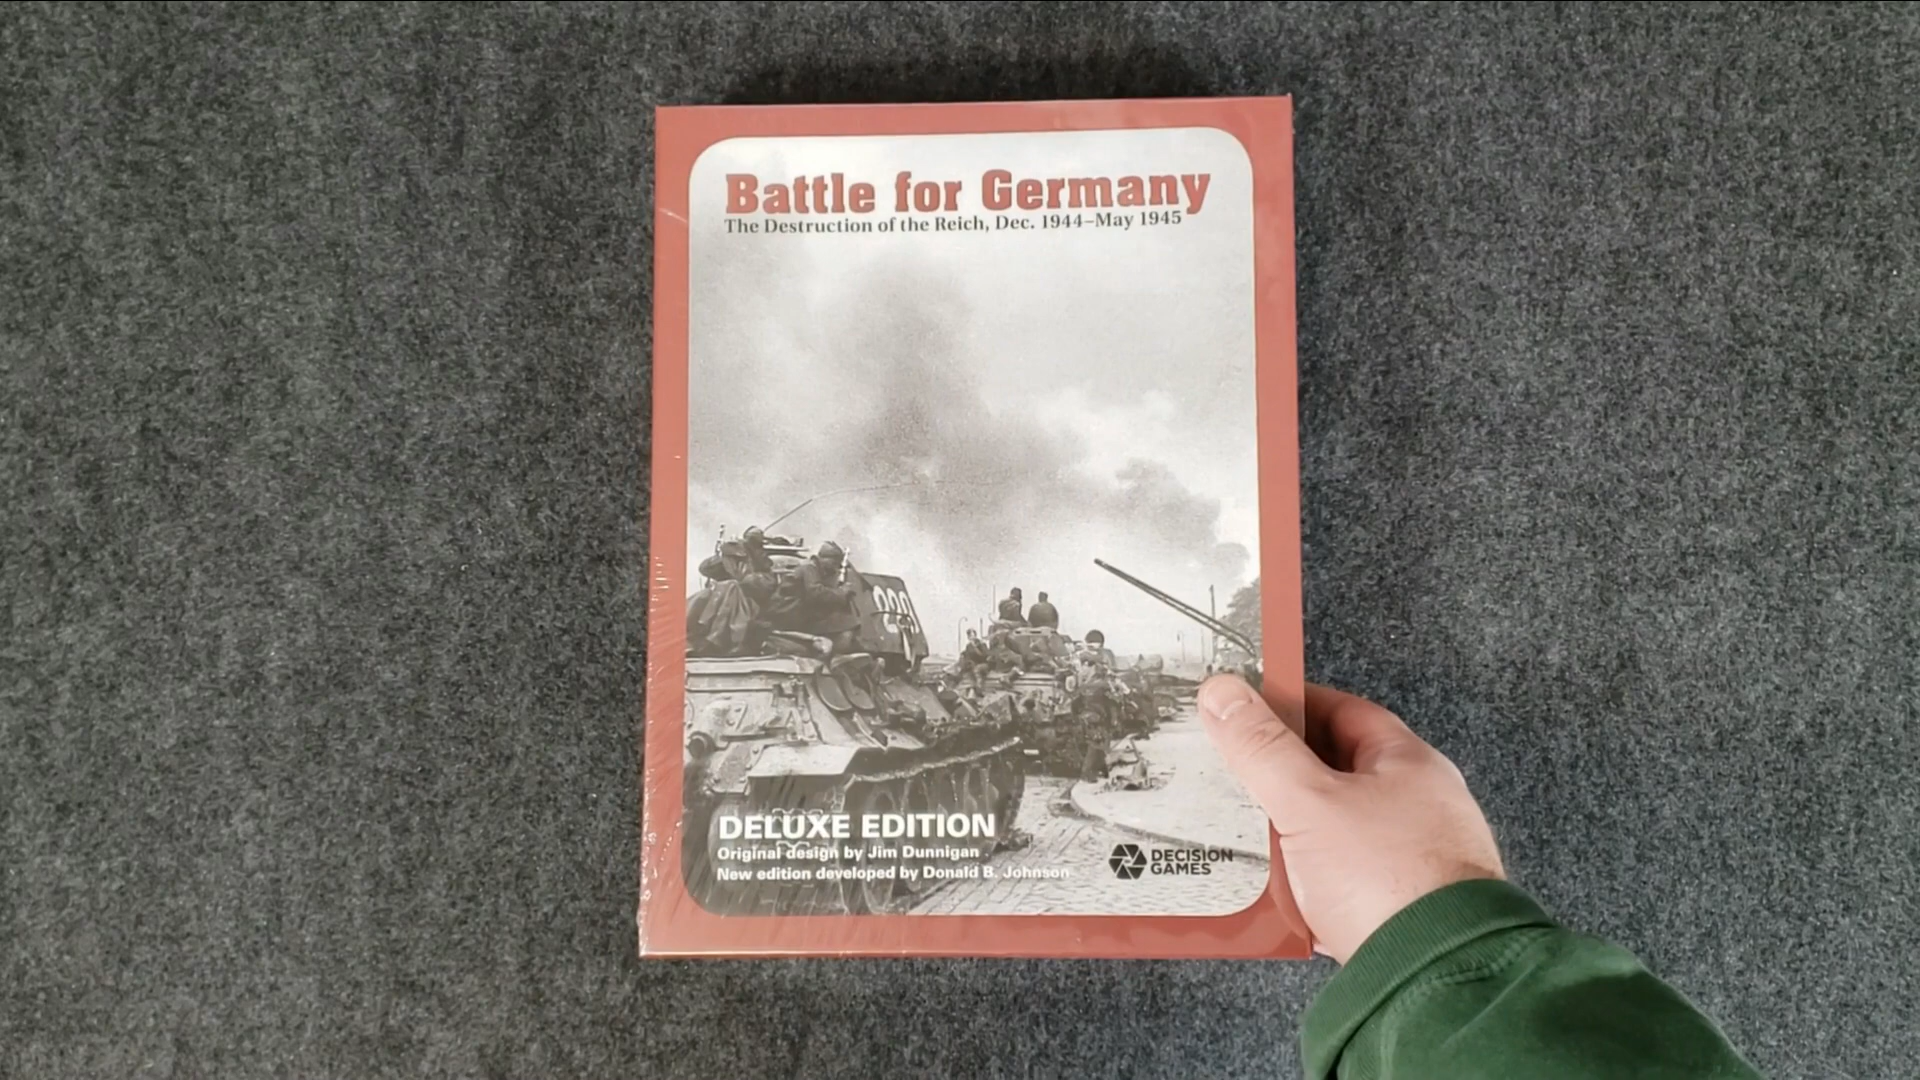 Battle for Germany
The Destruction of the Reich, Dec. 1944–May 1945
DELUXE EDITION
Original design by Jim Dunnigan
New edition developed by Donald B. Johnson
DECISION
GAMES